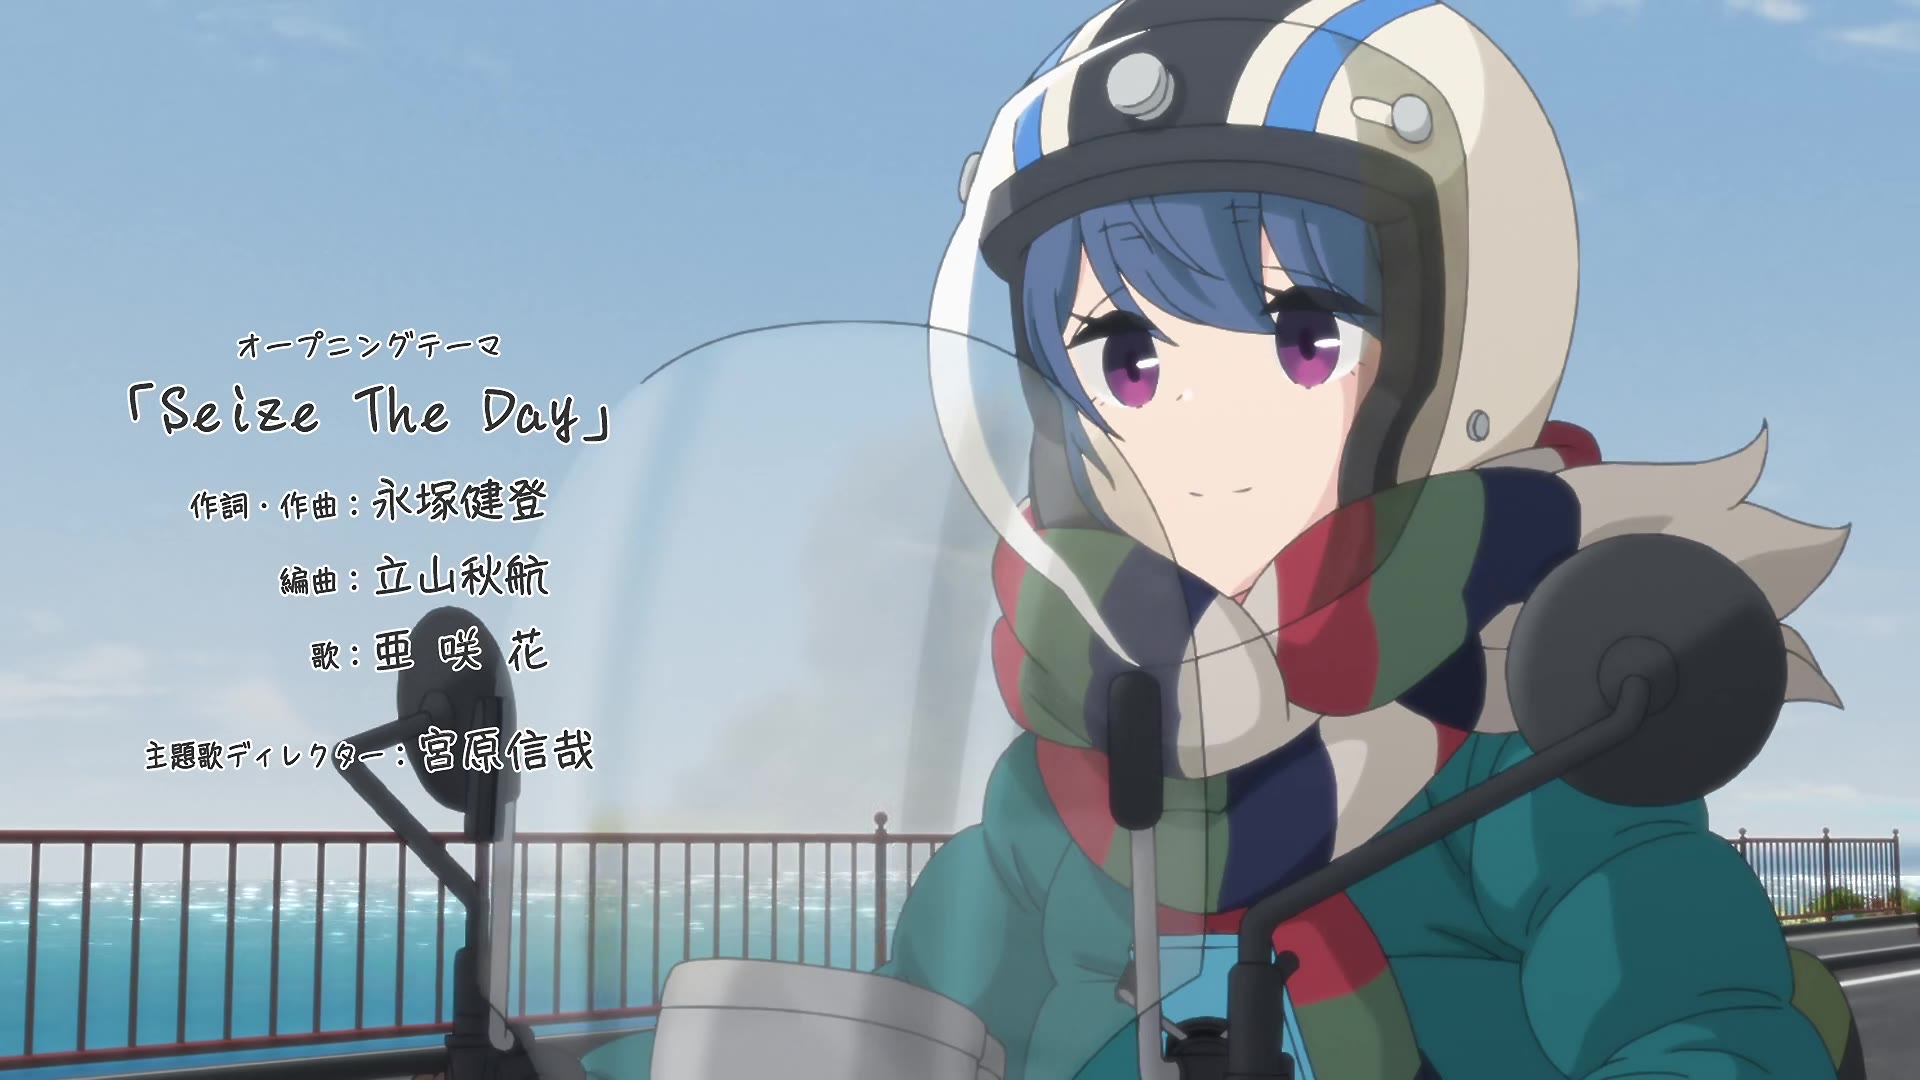 オープニングテーマ
「Seize The Day」
作詞・作曲：永塚健登
編曲：立山秋航
歌：亜咲花
主題歌ディレクター：宮原信哉